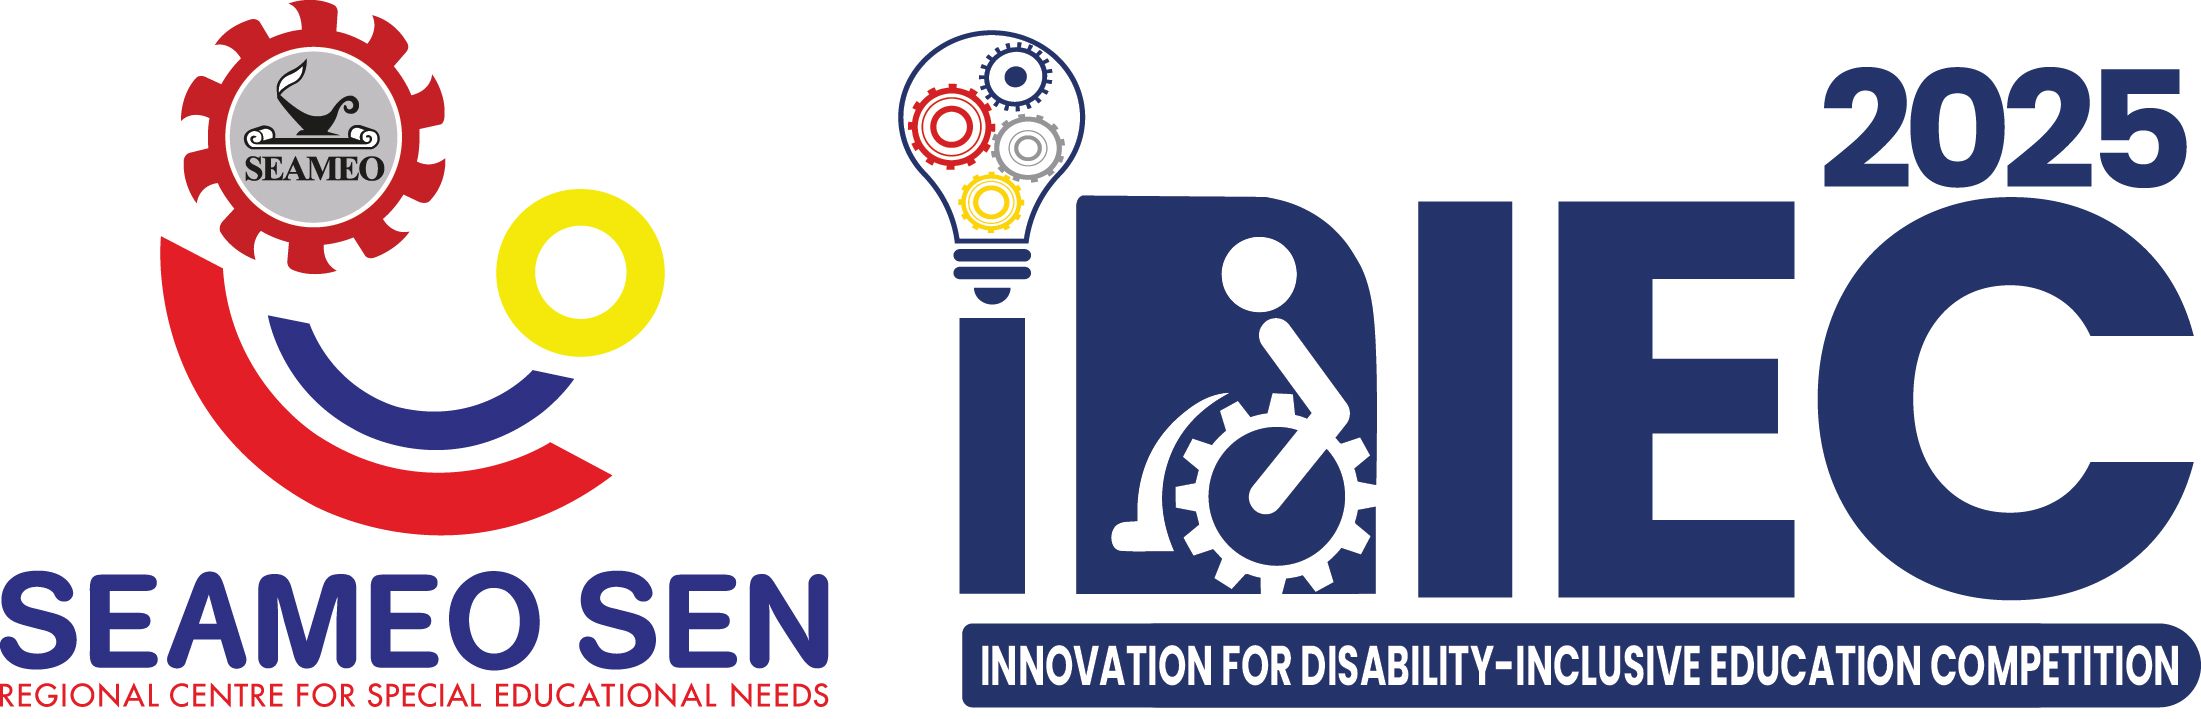 SEAMEO
SEAMEO SEN
REGIONAL CENTRE FOR SPECIAL EDUCATIONAL NEEDS
2025
iDIEC
INNOVATION FOR DISABILITY-INCLUSIVE EDUCATION COMPETITION